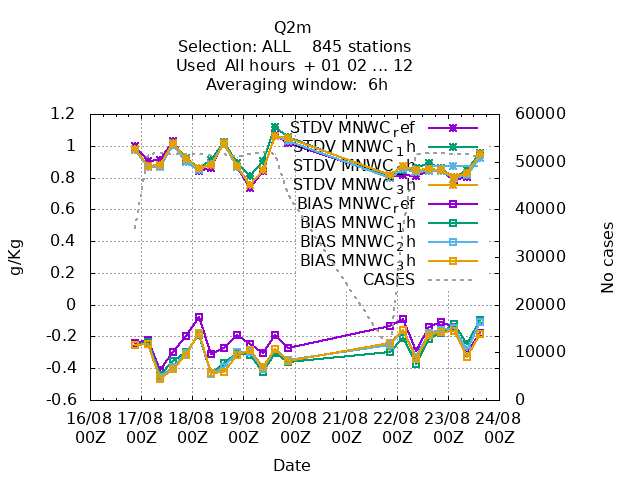 Q2m
Selection: ALL 845 stations
Used All hours + 01 02 ... 12
Averaging window: 6h
1.2
1
0.8
0.6
0.4
0.2
0
-0.2
-0.4
-0.6
g/Kg
60000
50000
40000
30000
20000
10000
0
No cases
STDV MNWC_ref
STDV MNWC_1h
STDV MNWC_2h
STDV MNWC_3h
BIAS MNWC_ref
BIAS MNWC_1h
BIAS MNWC_2h
BIAS MNWC_3h
CASES
16/08 17/08 18/08 19/08 20/08 21/08 22/08 23/08 24/08
00Z 00Z 00Z 00Z 00Z 00Z 00Z 00Z 00Z
Date